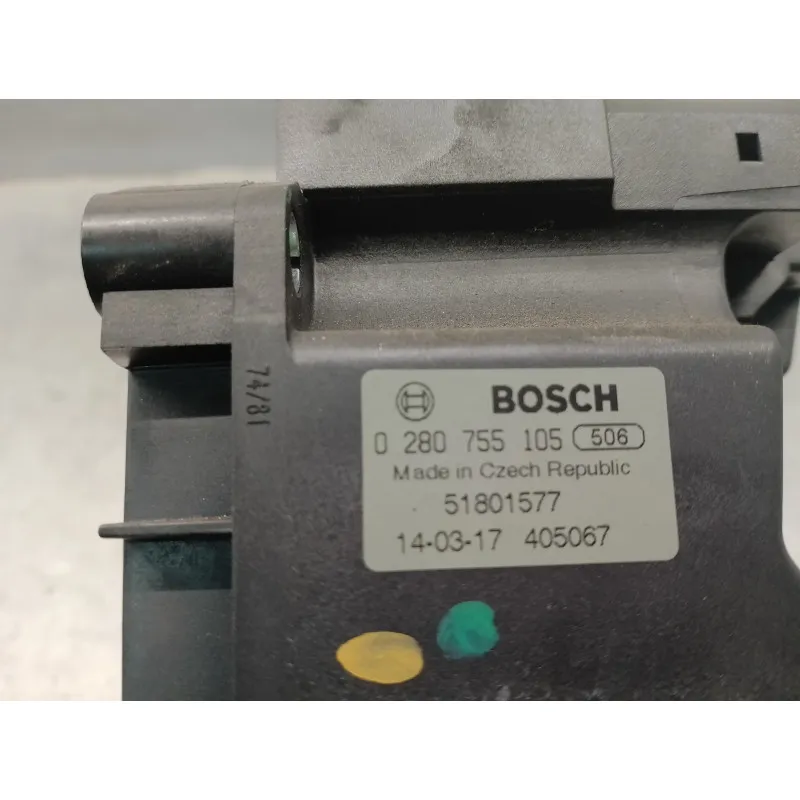 BOSCH
0 280 755 105 506
Made in Czech Republic
51801577
14-03-17 405067
74/81